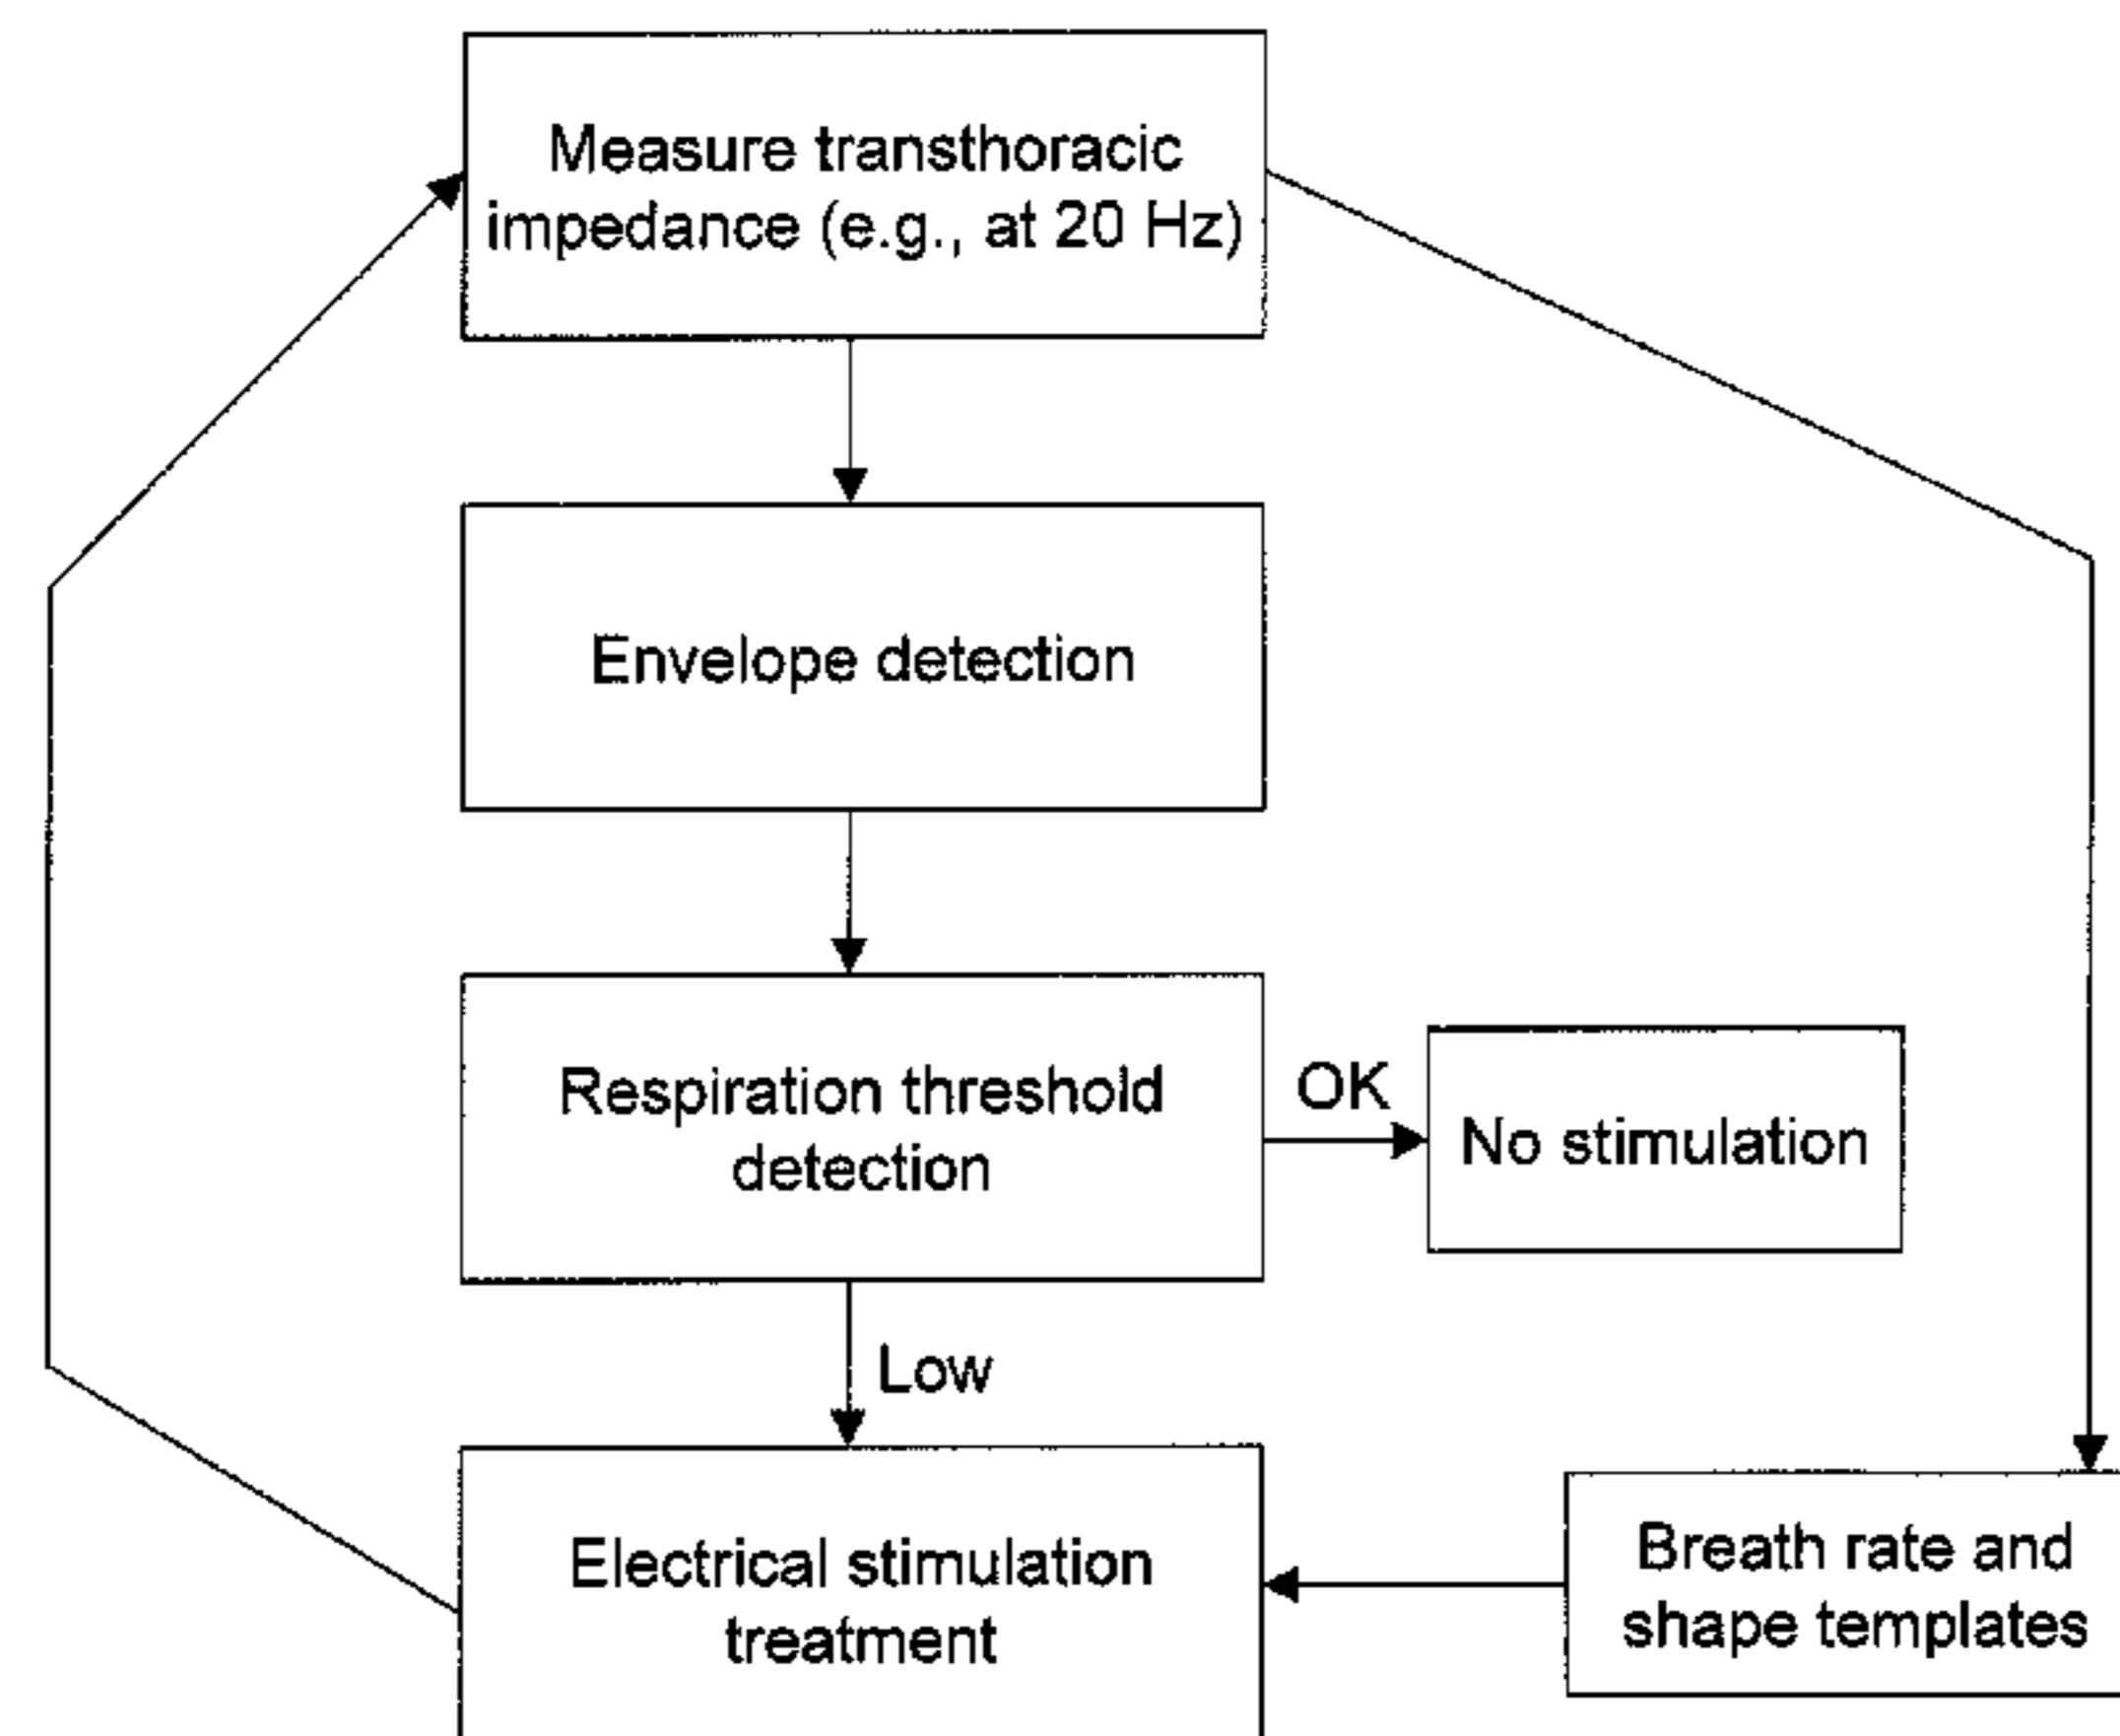 Measure transthoracic
impedance (e.g., at 20 Hz)
Envelope detection
Respiration threshold
detection
OK
No stimulation
Low
Electrical stimulation
treatment
Breath rate and
shape templates